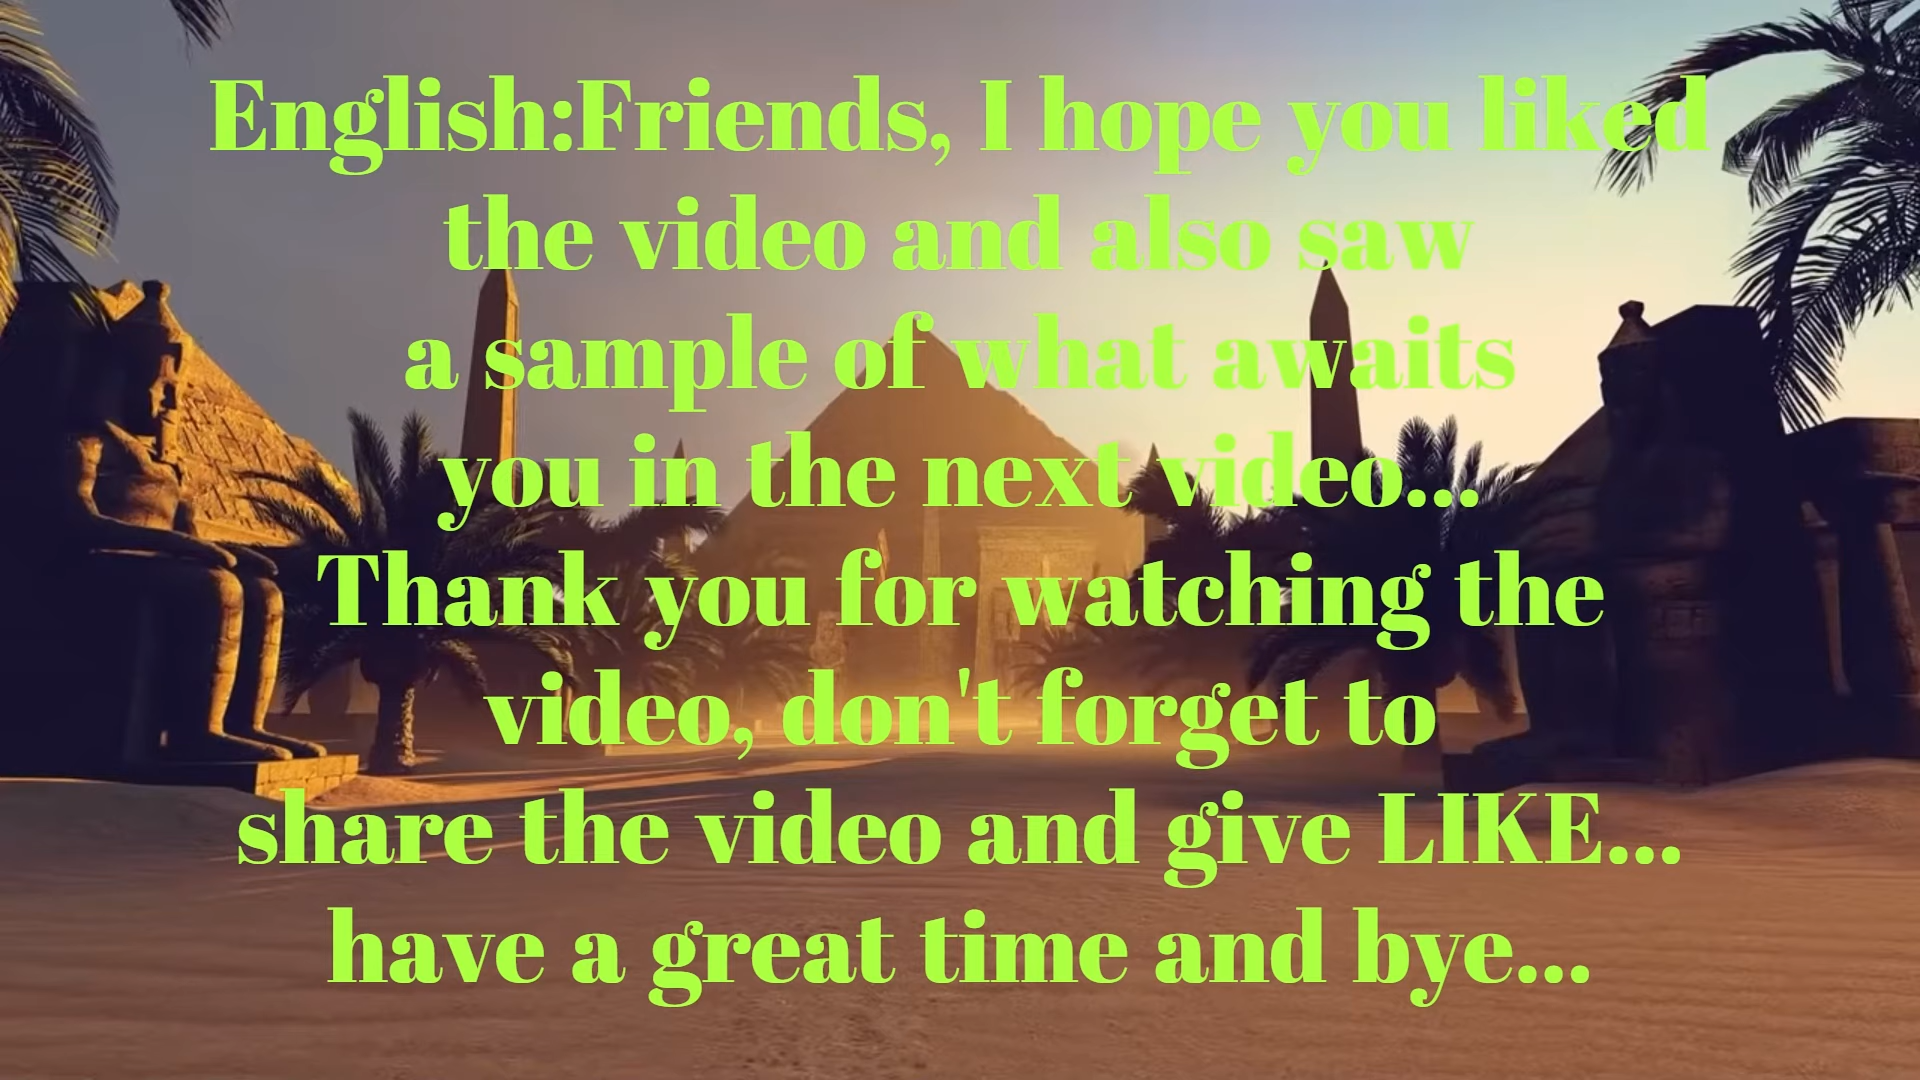 English:Friends, I hope you liked
the video and also saw
a sample of what awaits
you in the next video...
Thank you for watching the
video, don't forget to
share the video and give LIKE...
have a great time and bye...